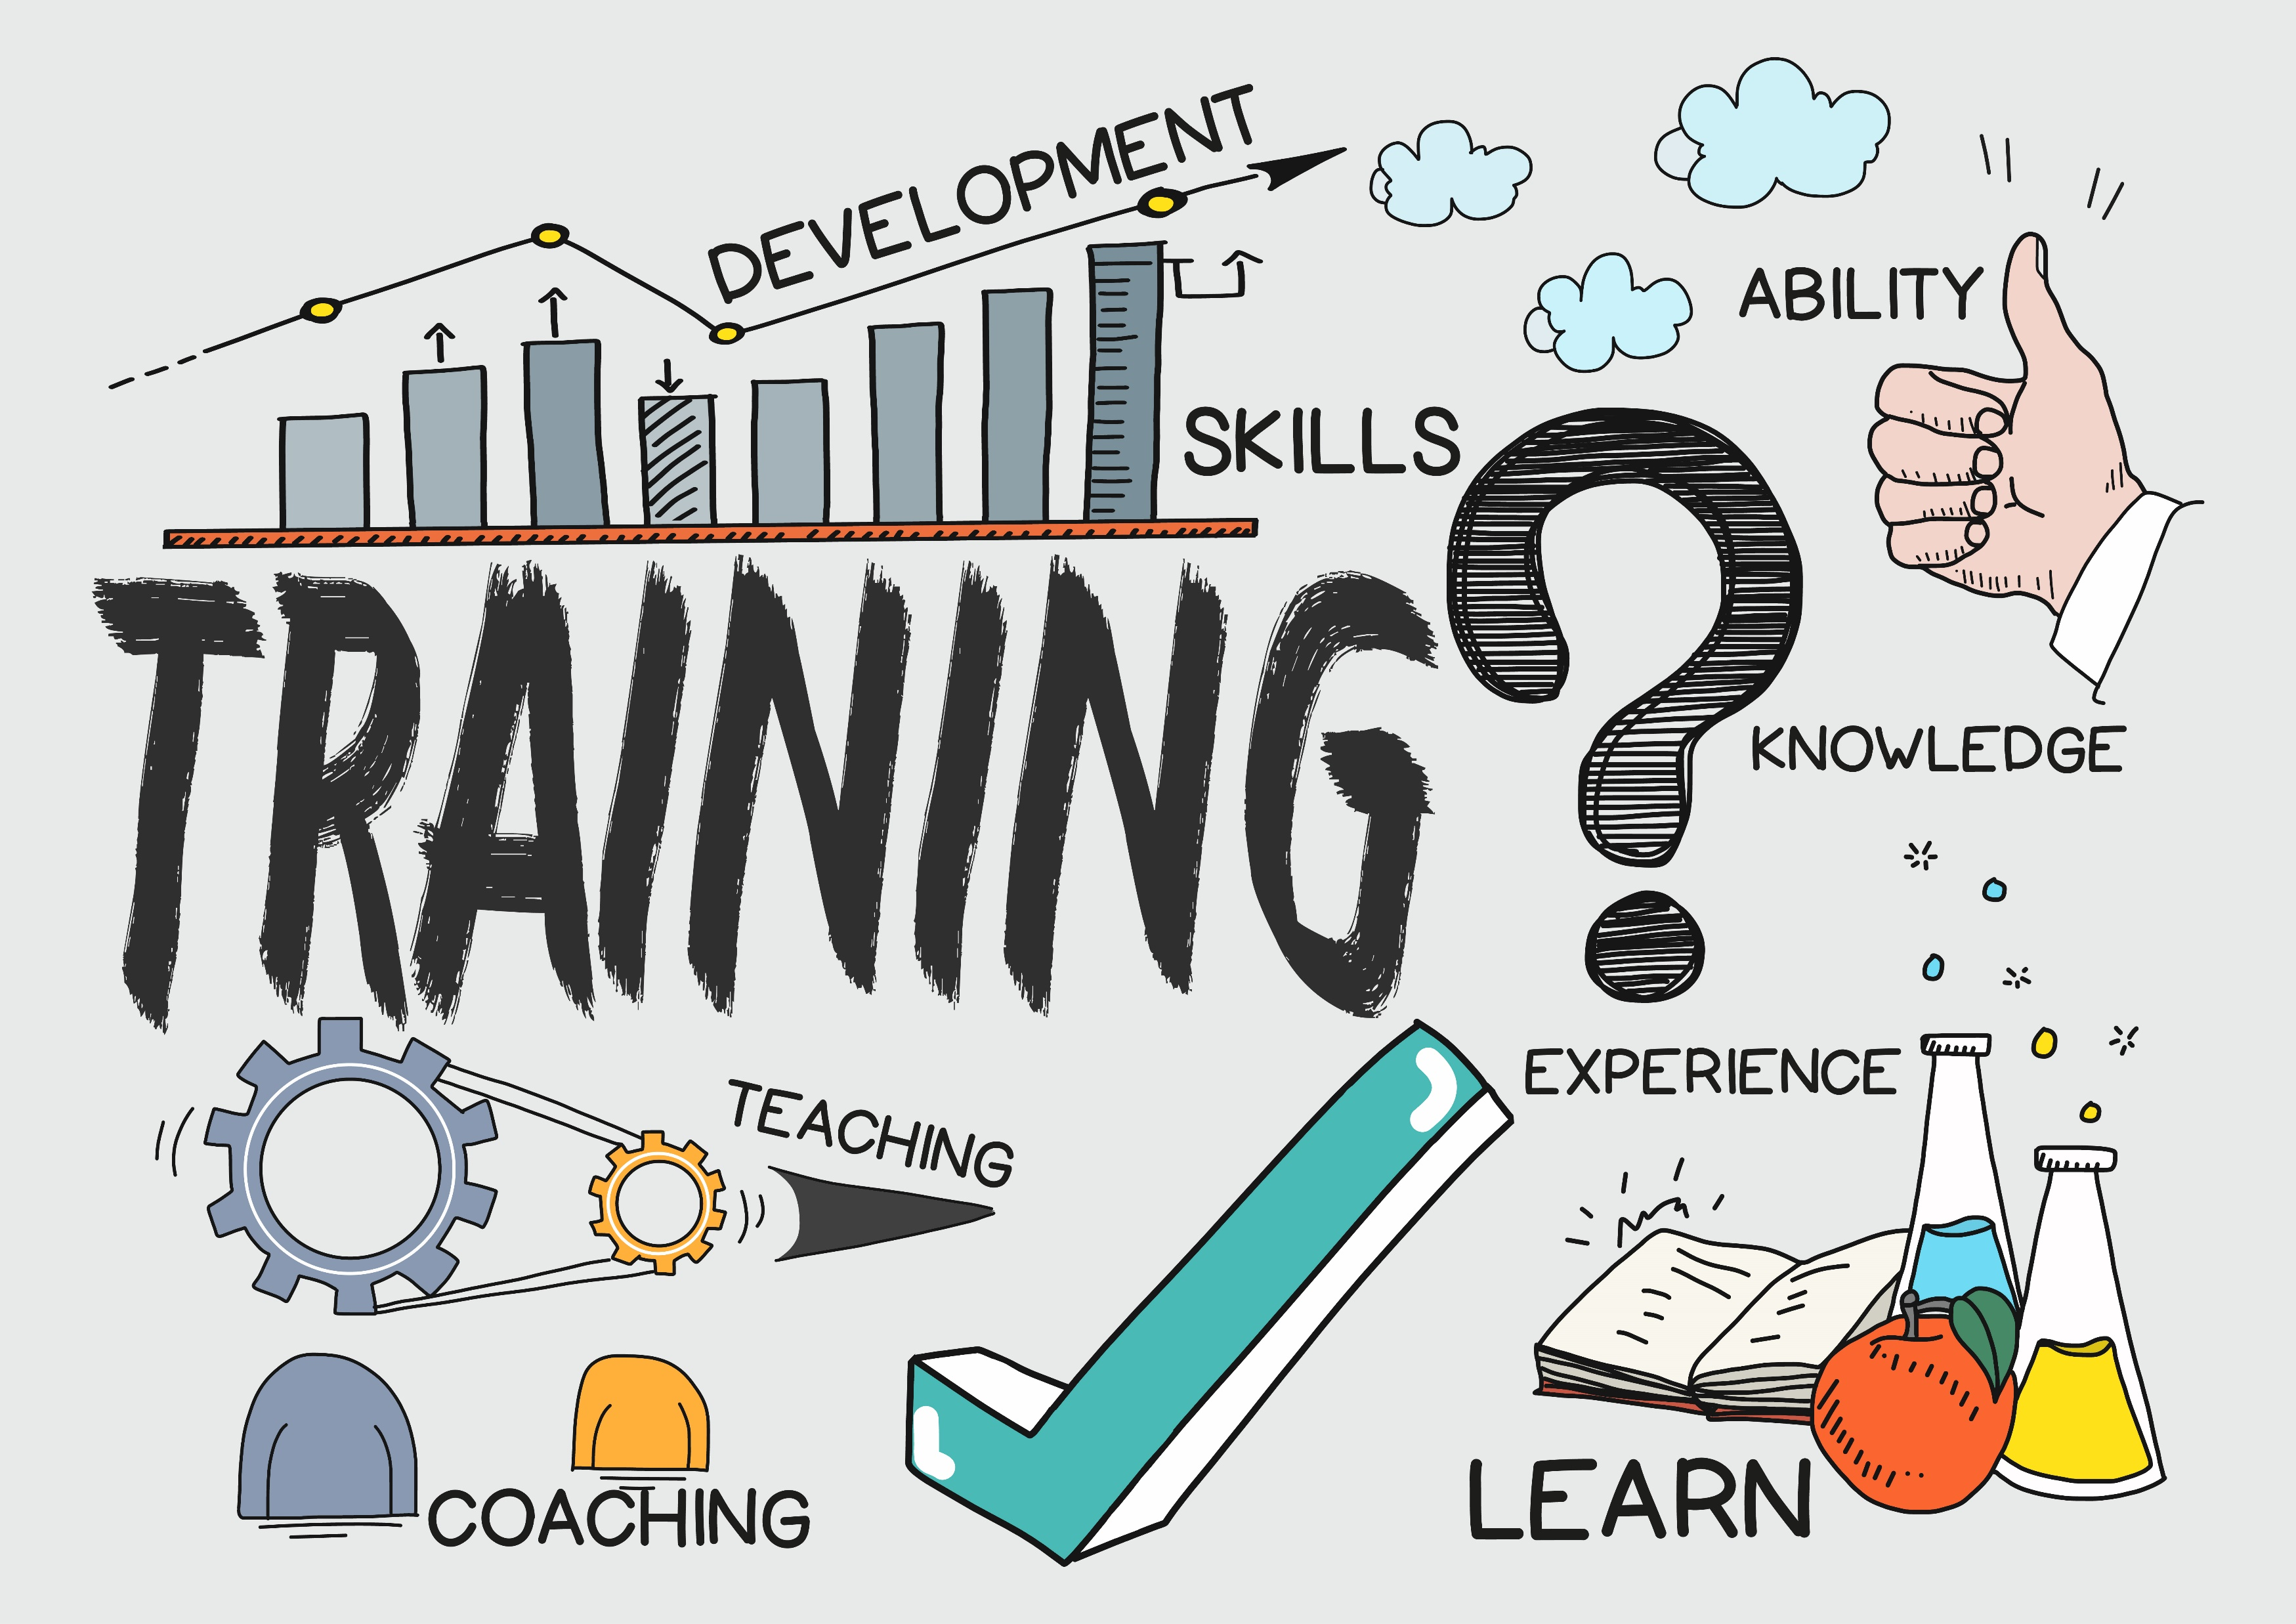 DEVELOPMENT
ABILITY
SKILLS
TRAINING
?
KNOWLEDGE
EXPERIENCE
TEACHING
COACHING
LEARN